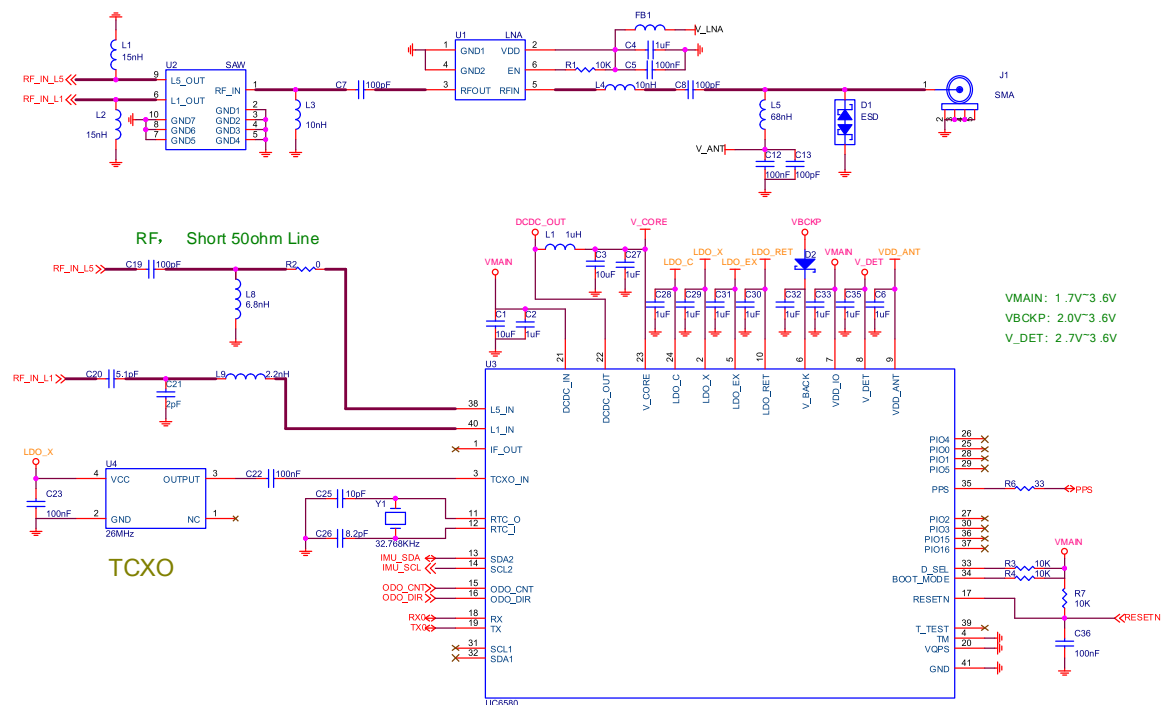 FB1
V_LNA
U1 LNA
C4 1uF
1 GND1 VDD 2
L1
15nH
U2 SAW
R1 10K
C5 100nF
4 GND2 EN 6
RF_IN_L5 9 L5_OUT
RF_IN 1
C7 100pF
3 RFOUT RFIN 5
L4 10nH
C8 100pF
1
J1
SMA
RF_IN_L1 6 L1_OUT
L2
15nH
GND1 2
10 GND7 GND2 3
8 GND6 GND3 4
7 GND5 GND4 5
L3
10nH
L5
68nH
D1
ESD
2 3 4 5
V_ANT
C12
100nF
C13
100pF
RF, Short 50ohm Line
DCDC_OUT
V_CORE
VBCKP
L1 1uH
RF_IN_L5
C19 100pF
R2 0
L8
6.8nH
VMAIN
C3
10uF
C27
1uF
LDO_C
LDO_X
LDO_EX
LDO_RET
D2
VMAIN
V_DET
VDD_ANT
C1
10uF
C2
1uF
C28
1uF
C29
1uF
C31
1uF
C30
1uF
C32
1uF
C33
1uF
C35
1uF
C6
1uF
VMAIN: 1.7V~3.6V
VBCKP: 2.0V~3.6V
V_DET: 2.7V~3.6V
21 22 23 24 2 5 10 6 7 8 9
U3
DCDC_IN
DCDC_OUT
V_CORE
LDO_C
LDO_X
LDO_EX
LDO_RET
V_BACK
VDD_IO
V_DET
VDD_ANT
RF_IN_L1
C20 5.1pF
C21
2pF
L9 2.2nH
38 L5_IN
40 L1_IN
1 IF_OUT
3 TCXO_IN
LDO_X
U4
4 VCC OUTPUT 3
2 GND NC 1
26MHz
C23
100nF
C22 100nF
TCXO
C25 10pF
Y1
C26 8.2pF
32.768KHz
11 RTC_O
12 RTC_I
IMU_SDA 13 SDA2
IMU_SCL 14 SCL2
ODO_CNT 15 ODO_CNT
ODO_DIR 16 ODO_DIR
RX0 18 RX
TX0 19 TX
31 SCL1
32 SDA1
PIO4 26
PIO0 25
PIO1 28
PIO5 29
PPS 35
R6 33
PPS
PIO2 27
PIO3 30
PIO15 36
PIO16 37
VMAIN
D_SEL 33
R3 10K
BOOT_MODE 34
R4 10K
RESETN 17
R7
10K
RESETN
T_TEST 39
TM 4
VQPS 20
C36
100nF
GND 41
UC6580